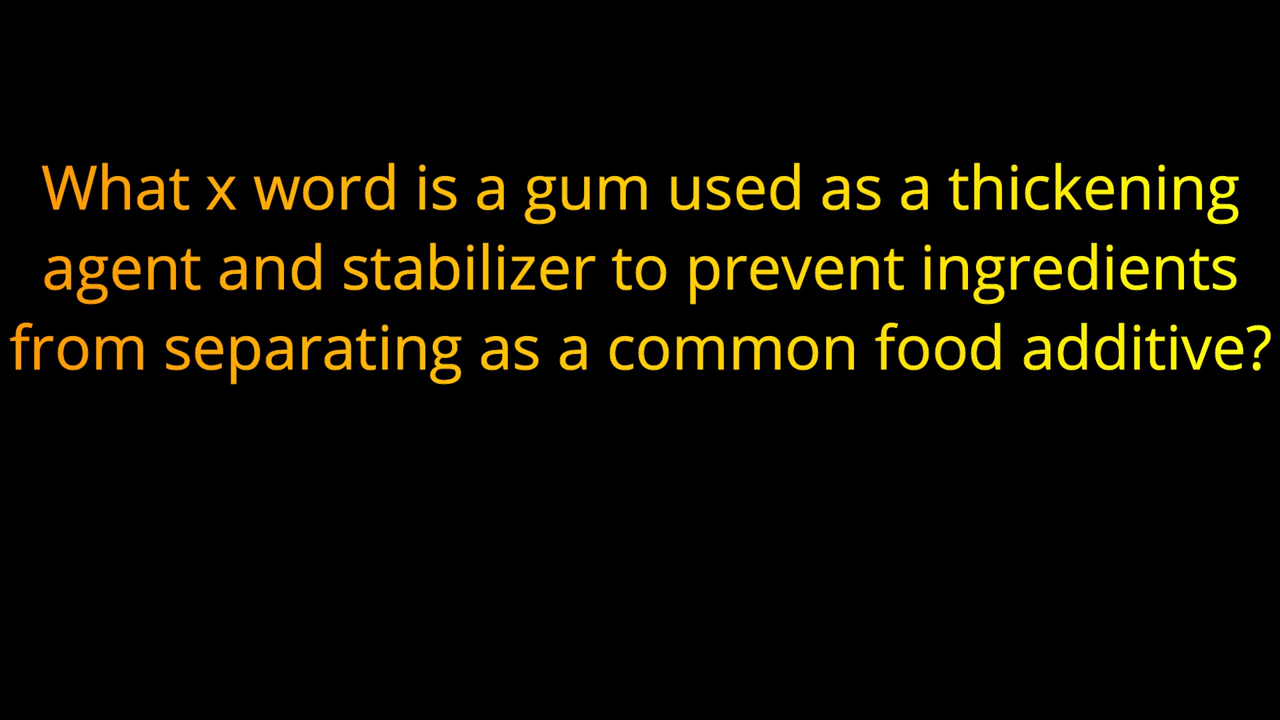 What x word is a gum used as a thickening
agent and stabilizer to prevent ingredients
from separating as a common food additive?